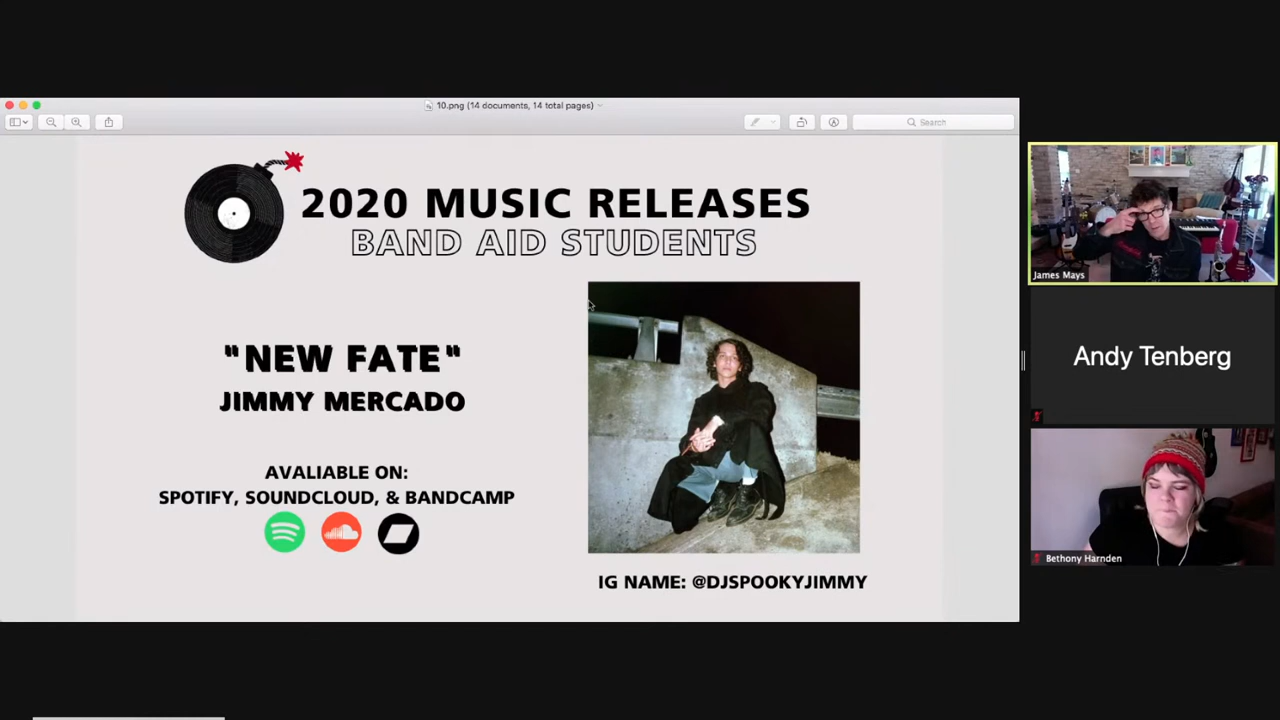 10.png (14 documents, 14 total pages)
Search
2020 MUSIC RELEASES
BAND AID STUDENTS
"NEW FATE"
JIMMY MERCADO
AVALIABLE ON:
SPOTIFY, SOUNDCLOUD, & BANDCAMP
IG NAME: @DJSPOOKYJIMMY
James Mays
Andy Tenberg
Bethony Harnden